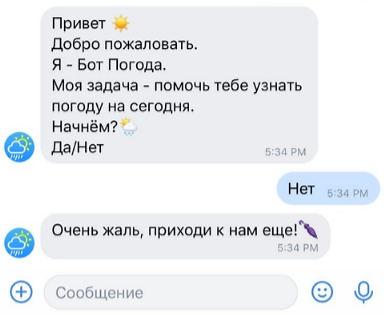 Привет ☀️
Добро пожаловать.
Я - Бот Погода.
Моя задача - помочь тебе узнать
погоду на сегодня.
Начнём?🌦
Да/Нет
5:34 PM
Нет 5:34 PM
Очень жаль, приходи к нам еще!🌂
5:34 PM
Сообщение